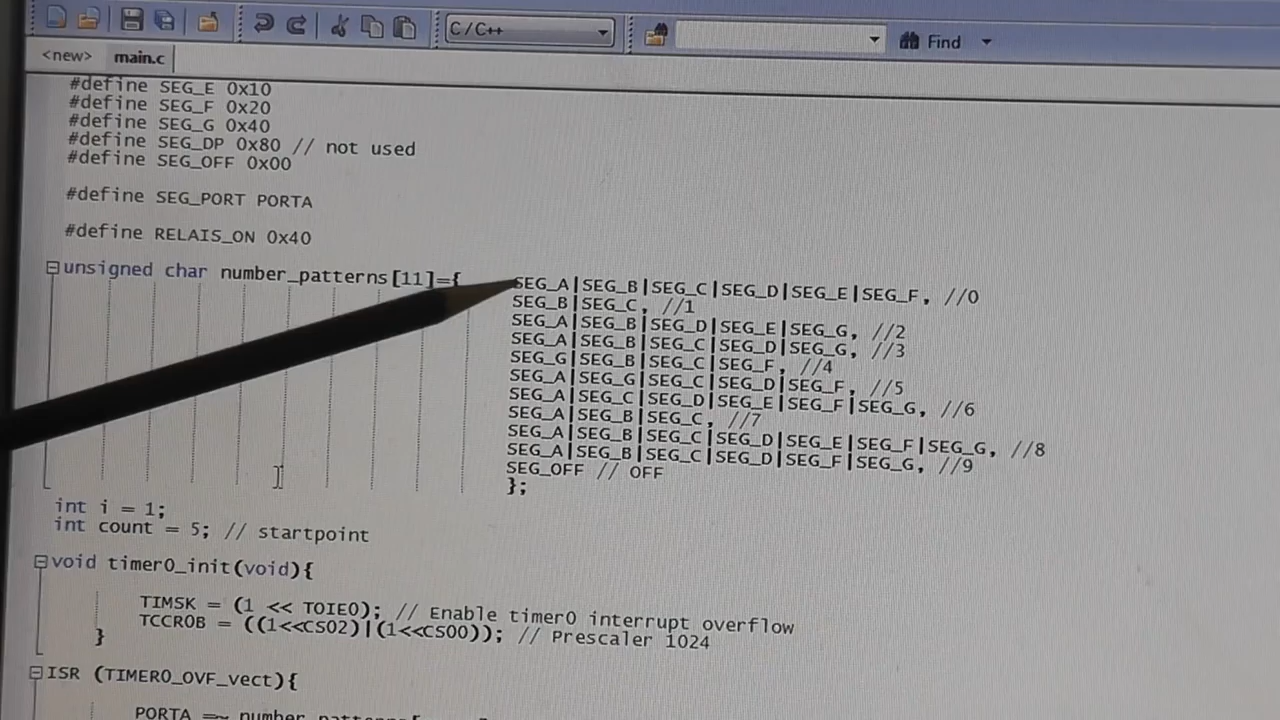 C / C++
Find
<new> main.c
#define SEG_E 0x10
#define SEG_F 0x20
#define SEG_G 0x40
#define SEG_DP 0x80 // not used
#define SEG_OFF 0x00
#define SEG_PORT PORTA
#define RELAIS_ON 0x40
unsigned char number_patterns[11]={ SEG_A|SEG_B|SEG_C|SEG_D|SEG_E|SEG_F, //0
SEG_B|SEG_C, //1
SEG_A|SEG_B|SEG_D|SEG_E|SEG_G, //2
SEG_A|SEG_B|SEG_C|SEG_D|SEG_G, //3
SEG_G|SEG_B|SEG_C|SEG_F, //4
SEG_A|SEG_G|SEG_C|SEG_D|SEG_F, //5
SEG_A|SEG_C|SEG_D|SEG_E|SEG_F|SEG_G, //6
SEG_A|SEG_B|SEG_C, //7
SEG_A|SEG_B|SEG_C|SEG_D|SEG_E|SEG_F|SEG_G, //8
SEG_A|SEG_B|SEG_C|SEG_D|SEG_F|SEG_G, //9
SEG_OFF // OFF
};
int i = 1;
int count = 5; // startpoint
void timer0_init(void){
TIMSK = (1 << TOIE0); // Enable timer0 interrupt overflow
TCCR0B = ((1<<CS02)|(1<<CS00)); // Prescaler 1024
}
ISR (TIMER0_OVF_vect){
PORTA =~ number_patterns[